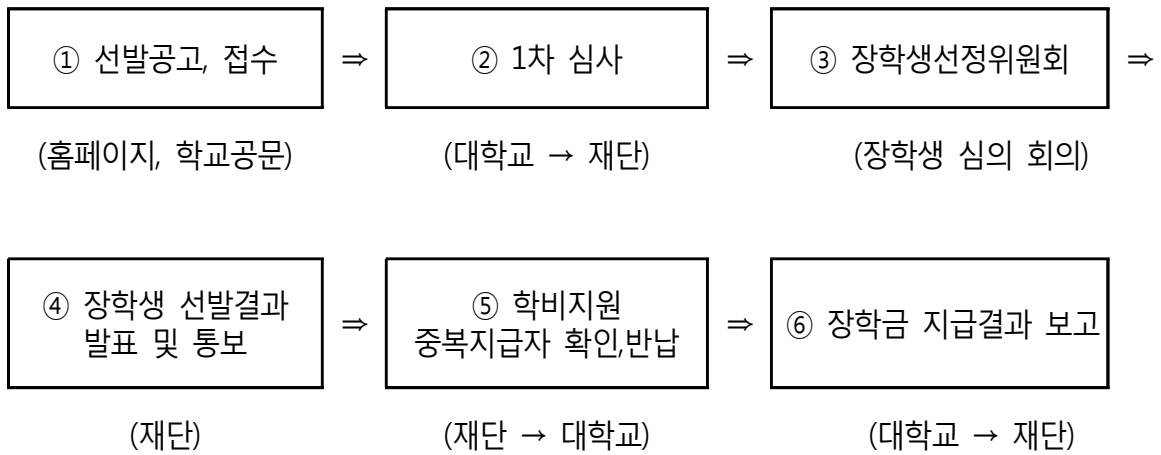 ① 선발공고, 접수 ⇒ ② 1차 심사 ⇒ ③ 장학생선정위원회 ⇒
(홈페이지, 학교공문) (대학교 → 재단) (장학생 심의 회의)
④ 장학생 선발결과 발표 및 통보 ⇒ ⑤ 학비지원 중복지급자 확인,반납 ⇒ ⑥ 장학금 지급결과 보고
(재단) (재단 → 대학교) (대학교 → 재단)